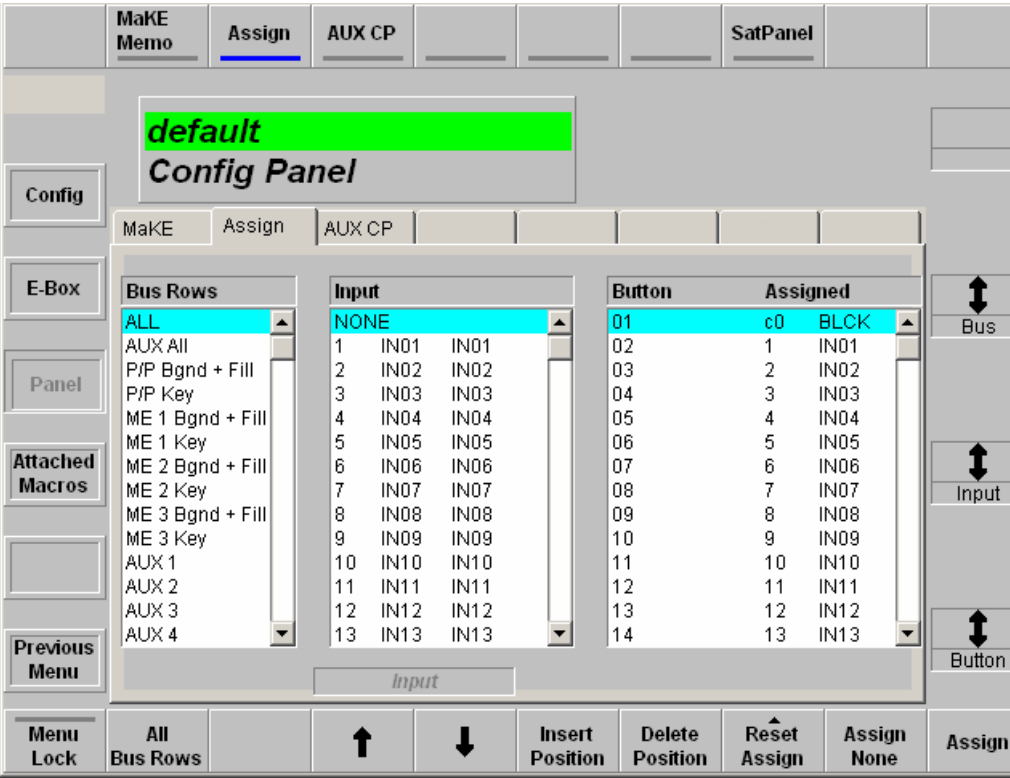 MaKE Memo Assign AUX CP SatPanel
default
Config Panel
Config
E-Box
Panel
Attached Macros
Previous Menu
MaKE Assign AUX CP
Bus Rows
ALL
AUX All
P/P Bgnd + Fill
P/P Key
ME 1 Bgnd + Fill
ME 1 Key
ME 2 Bgnd + Fill
ME 2 Key
ME 3 Bgnd + Fill
ME 3 Key
AUX 1
AUX 2
AUX 3
AUX 4
Input
NONE
1 IN01 IN01
2 IN02 IN02
3 IN03 IN03
4 IN04 IN04
5 IN05 IN05
6 IN06 IN06
7 IN07 IN07
8 IN08 IN08
9 IN09 IN09
10 IN10 IN10
11 IN11 IN11
12 IN12 IN12
13 IN13 IN13
Input
Button Assigned
01 c0 BLCK
02 1 IN01
03 2 IN02
04 3 IN03
05 4 IN04
06 5 IN05
07 6 IN06
08 7 IN07
09 8 IN08
10 9 IN09
11 10 IN10
12 11 IN11
13 12 IN12
14 13 IN13
Bus
Input
Button
Menu Lock
All Bus Rows
Insert Position
Delete Position
Reset Assign
Assign None
Assign